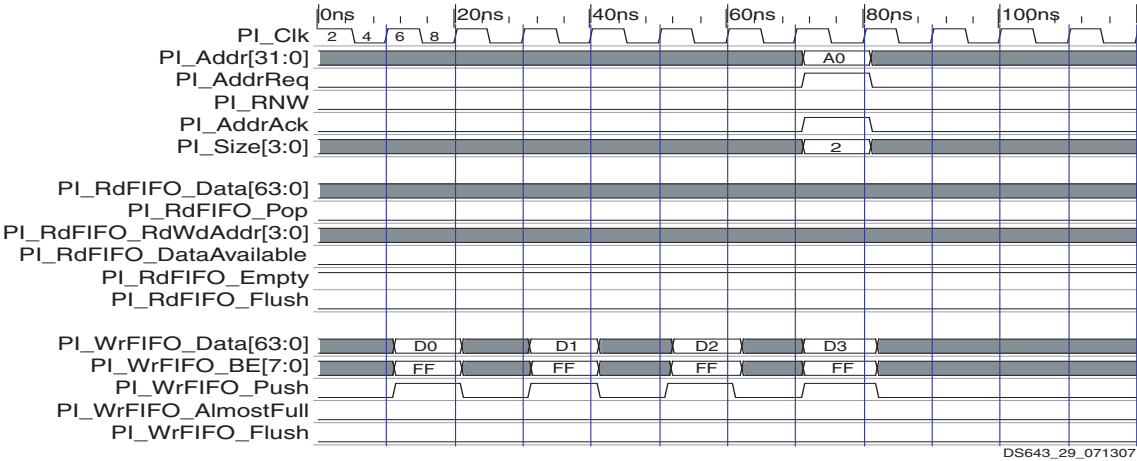 0ns 20ns 40ns 60ns 80ns 100ns
PI_Clk 2 4 6 8
PI_Addr[31:0] A0
PI_AddrReq
PI_RNW
PI_AddrAck
PI_Size[3:0] 2
PI_RdFIFO_Data[63:0]
PI_RdFIFO_Pop
PI_RdFIFO_RdWdAddr[3:0]
PI_RdFIFO_DataAvailable
PI_RdFIFO_Empty
PI_RdFIFO_Flush
PI_WrFIFO_Data[63:0] D0 D1 D2 D3
PI_WrFIFO_BE[7:0] FF FF FF FF
PI_WrFIFO_Push
PI_WrFIFO_AlmostFull
PI_WrFIFO_Flush
DS643_29_071307